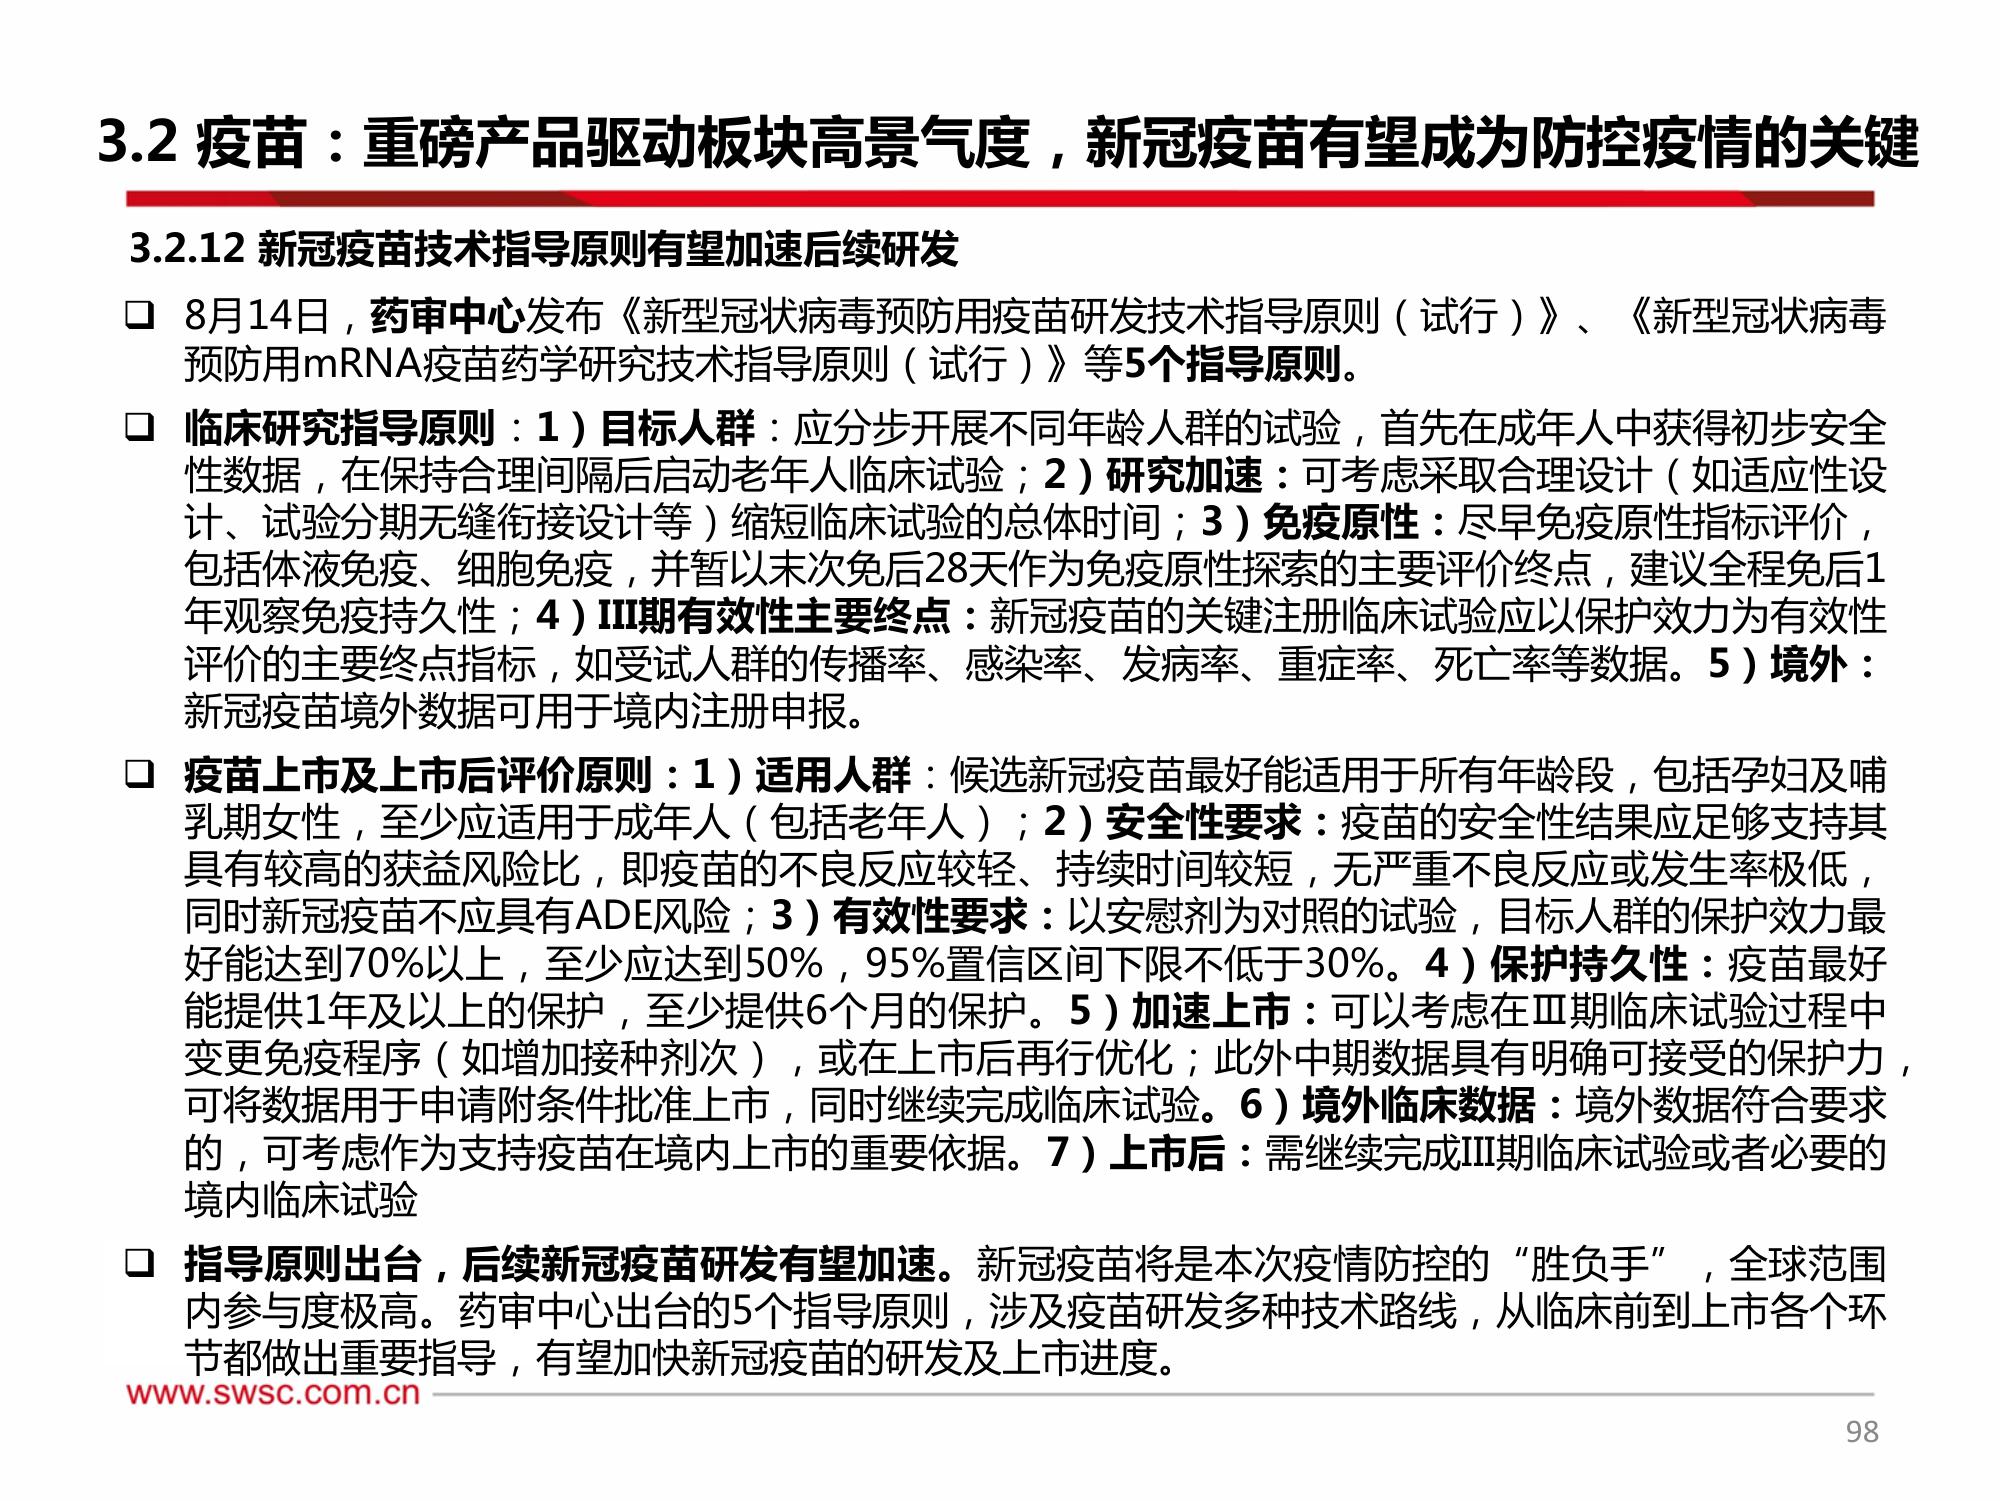 3.2 疫苗：重磅产品驱动板块高景气度，新冠疫苗有望成为防控疫情的关键
3.2.12 新冠疫苗技术指导原则有望加速后续研发
❑ 8月14日，药审中心发布《新型冠状病毒预防用疫苗研发技术指导原则（试行）》、《新型冠状病毒
预防用mRNA疫苗药学研究技术指导原则（试行）》等5个指导原则。
❑ 临床研究指导原则：1）目标人群：应分步开展不同年龄人群的试验，首先在成年人中获得初步安全
性数据，在保持合理间隔后启动老年人临床试验；2）研究加速：可考虑采取合理设计（如适应性设
计、试验分期无缝衔接设计等）缩短临床试验的总体时间；3）免疫原性：尽早免疫原性指标评价，
包括体液免疫、细胞免疫，并暂以末次免后28天作为免疫原性探索的主要评价终点，建议全程免后1
年观察免疫持久性；4）III期有效性主要终点：新冠疫苗的关键注册临床试验应以保护效力为有效性
评价的主要终点指标，如受试人群的传播率、感染率、发病率、重症率、死亡率等数据。5）境外：
新冠疫苗境外数据可用于境内注册申报。
❑ 疫苗上市及上市后评价原则：1）适用人群：候选新冠疫苗最好能适用于所有年龄段，包括孕妇及哺
乳期女性，至少应适用于成年人（包括老年人）；2）安全性要求：疫苗的安全性结果应足够支持其
具有较高的获益风险比，即疫苗的不良反应较轻、持续时间较短，无严重不良反应或发生率极低，
同时新冠疫苗不应具有ADE风险；3）有效性要求：以安慰剂为对照的试验，目标人群的保护效力最
好能达到70%以上，至少应达到50%，95%置信区间下限不低于30%。4）保护持久性：疫苗最好
能提供1年及以上的保护，至少提供6个月的保护。5）加速上市：可以考虑在Ⅲ期临床试验过程中
变更免疫程序（如增加接种剂次），或在上市后再行优化；此外中期数据具有明确可接受的保护力，
可将数据用于申请附条件批准上市，同时继续完成临床试验。6）境外临床数据：境外数据符合要求
的，可考虑作为支持疫苗在境内上市的重要依据。7）上市后：需继续完成III期临床试验或者必要的
境内临床试验
❑ 指导原则出台，后续新冠疫苗研发有望加速。新冠疫苗将是本次疫情防控的“胜负手”，全球范围
内参与度极高。药审中心出台的5个指导原则，涉及疫苗研发多种技术路线，从临床前到上市各个环
节都做出重要指导，有望加快新冠疫苗的研发及上市进度。
www.swsc.com.cn
98